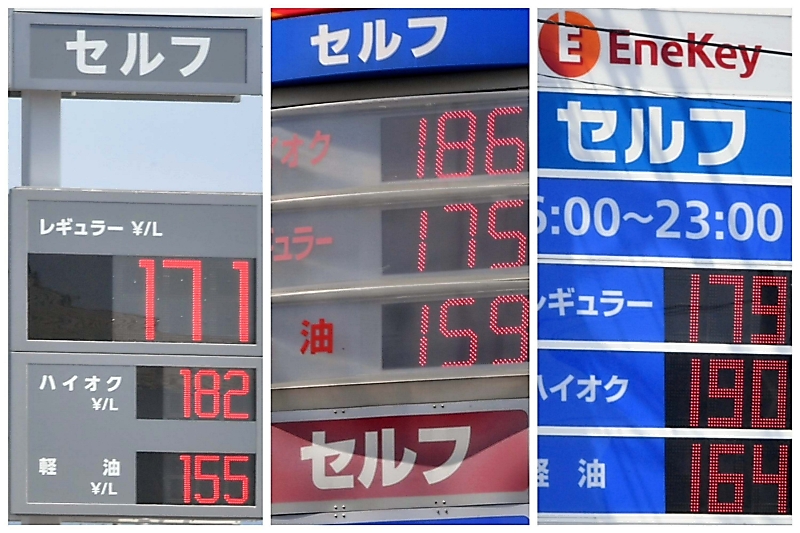 セルフ
レギュラー ¥/L
171
ハイオク
¥/L
182
軽 油
¥/L
155
セルフ
イオク 186
ュラー 175
油 159
セルフ
E EneKey
セルフ
6:00～23:00
レギュラー 179
ハイオク 190
軽 油 164